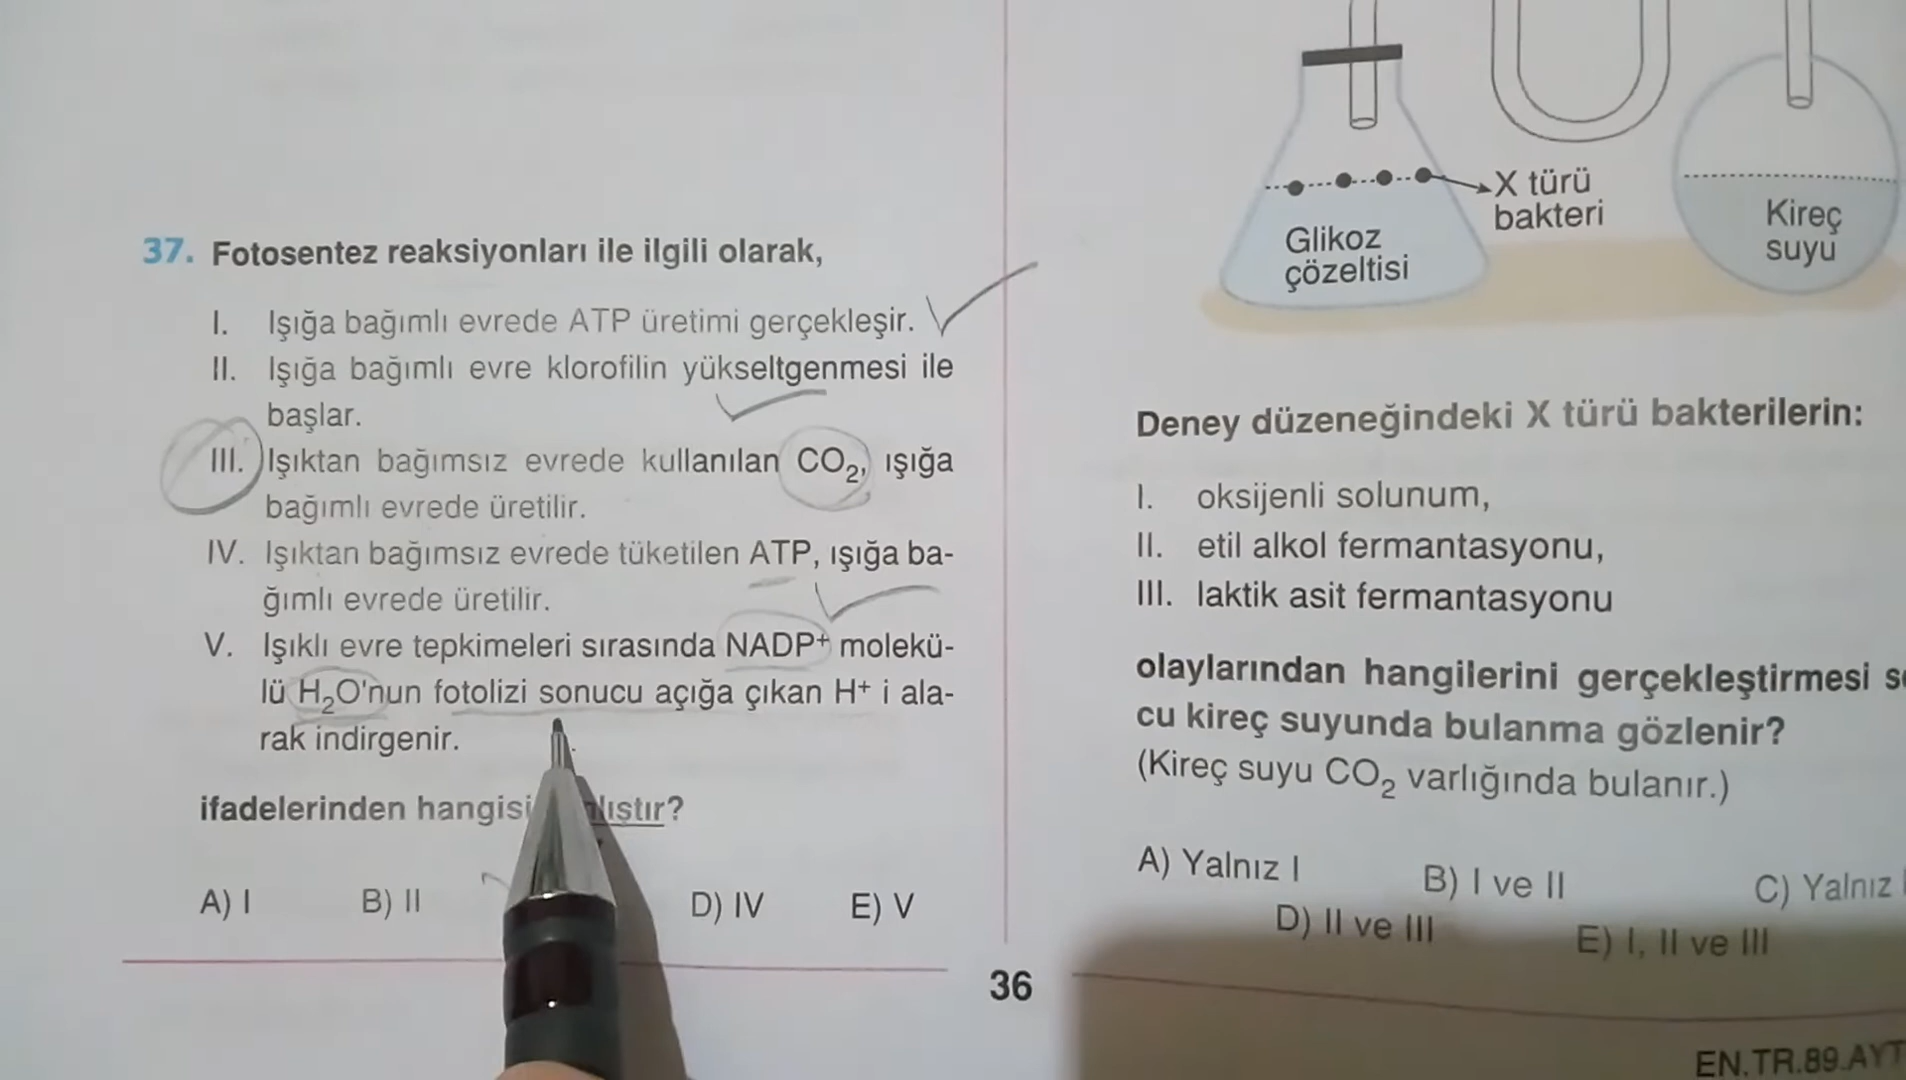 37. Fotosentez reaksiyonları ile ilgili olarak,
I. Işığa bağımlı evrede ATP üretimi gerçekleşir.
II. Işığa bağımlı evre klorofilin yükseltgenmesi ile
başlar.
III. Işıktan bağımsız evrede kullanılan CO₂, ışığa
bağımlı evrede üretilir.
IV. Işıktan bağımsız evrede tüketilen ATP, ışığa ba-
ğımlı evrede üretilir.
V. Işıklı evre tepkimeleri sırasında NADP⁺ molekü-
lü H₂O'nun fotolizi sonucu açığa çıkan H⁺ i ala-
rak indirgenir.
ifadelerinden
A) I B) II D) IV E) V
36
X türü
bakteri
Glikoz
çözeltisi
Kireç
suyu
Deney düzeneğindeki X türü bakterilerin:
I. oksijenli solunum,
II. etil alkol fermantasyonu,
III. laktik asit fermantasyonu
olaylarından hangilerini gerçekleştirmesi
cu kireç suyunda bulanma gözlenir?
(Kireç suyu CO₂ varlığında bulanır.)
A) Yalnız I B) I ve II C) Yalnız
D) II ve III E) I, II ve III
EN.TR.89.AYT